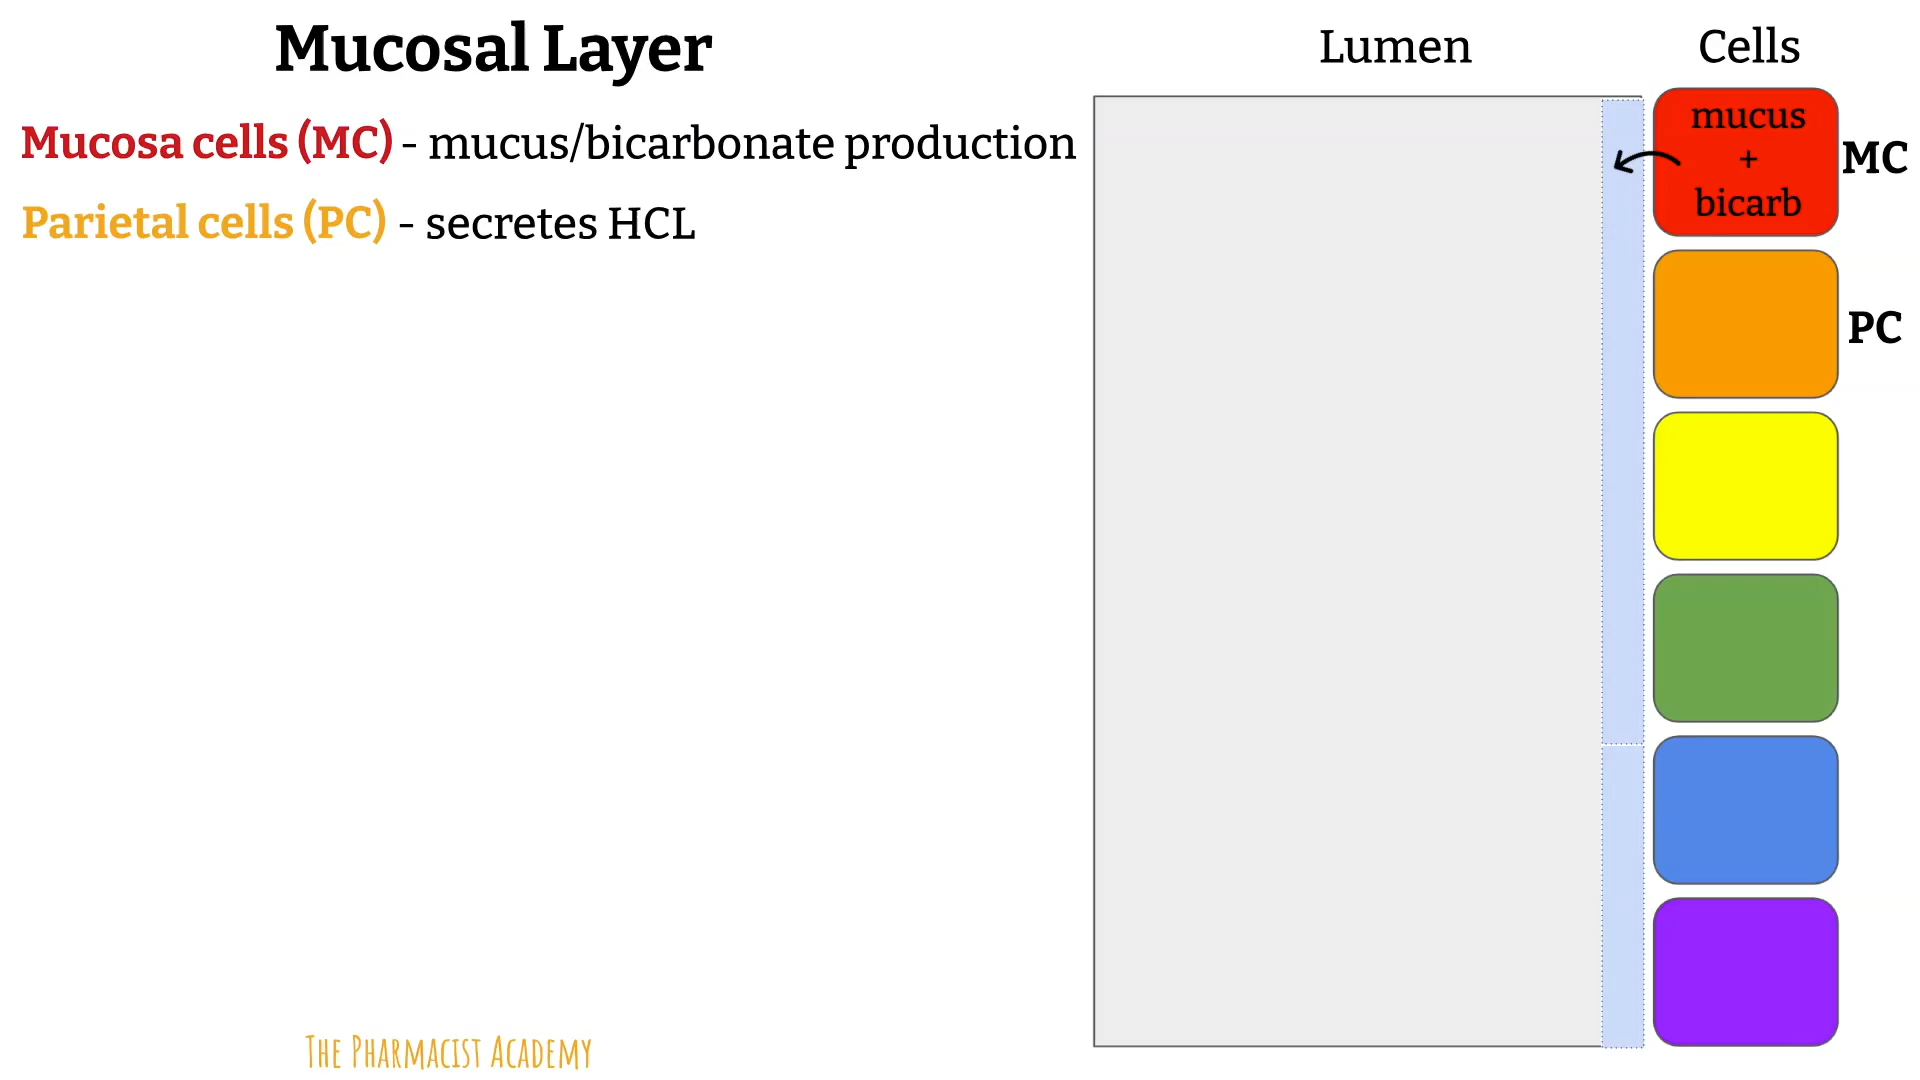 Mucosal Layer
Mucosa cells (MC) - mucus/bicarbonate production
Parietal cells (PC) - secretes HCL
Lumen
Cells
mucus
+
bicarb
MC
PC
The Pharmacist Academy